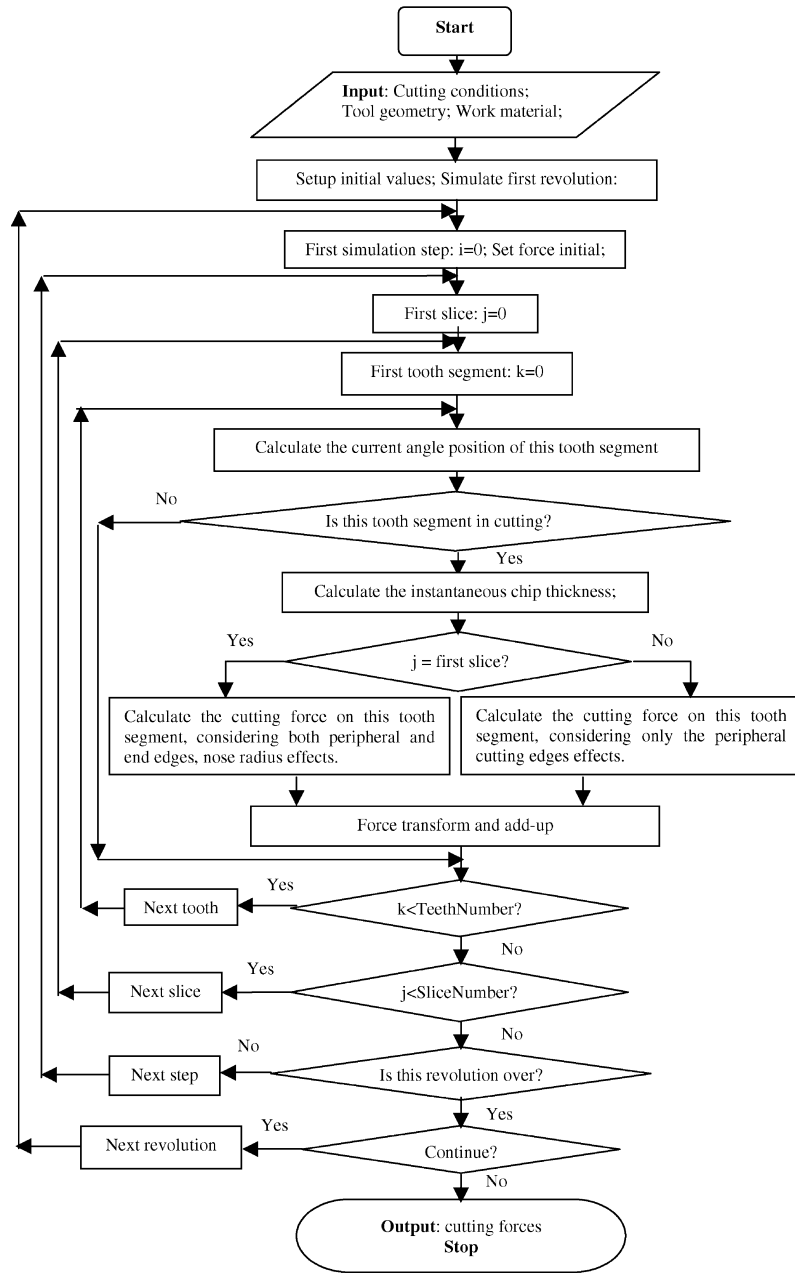 Start
Input: Cutting conditions;
Tool geometry; Work material;
Setup initial values; Simulate first revolution:
First simulation step: i=0; Set force initial;
First slice: j=0
First tooth segment: k=0
Calculate the current angle position of this tooth segment
No
Is this tooth segment in cutting?
Yes
Calculate the instantaneous chip thickness;
Yes
j = first slice?
No
Calculate the cutting force on this tooth
segment, considering both peripheral and
end edges, nose radius effects.
Calculate the cutting force on this tooth
segment, considering only the peripheral
cutting edges effects.
Force transform and add-up
Yes
Next tooth
k<TeethNumber?
No
Yes
Next slice
j<SliceNumber?
No
No
Next step
Is this revolution over?
Yes
Yes
Next revolution
Continue?
No
Output: cutting forces
Stop